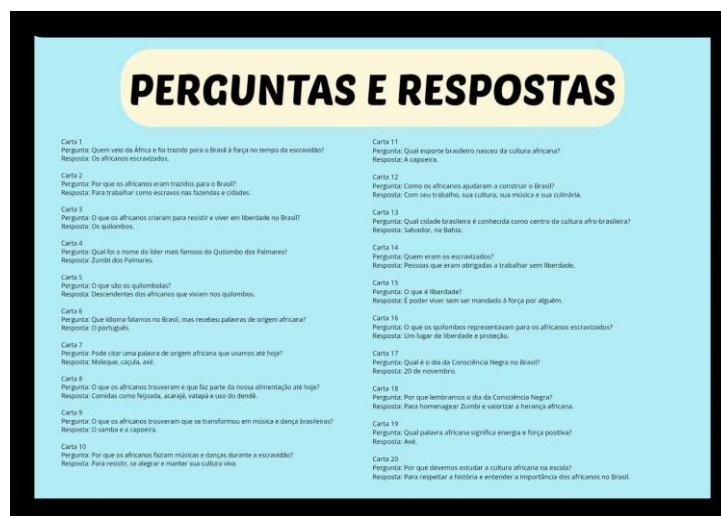 PERGUNTAS E RESPOSTAS
Carta 1
Pergunta: Quem veio da África e foi trazido para o Brasil à força no tempo da escravidão?
Resposta: Os africanos escravizados.
Carta 2
Pergunta: Por que os africanos eram trazidos para o Brasil?
Resposta: Para trabalhar como escravos nas fazendas e cidades.
Carta 3
Pergunta: O que os africanos criaram para resistir e viver em liberdade no Brasil?
Resposta: Os quilombos.
Carta 4
Pergunta: Qual foi o nome do líder mais famoso do Quilombo dos Palmares?
Resposta: Zumbi dos Palmares.
Carta 5
Pergunta: O que são os quilombolas?
Resposta: Descendentes dos africanos que viviam nos quilombos.
Carta 6
Pergunta: Que idioma falamos no Brasil, mas recebeu palavras de origem africana?
Resposta: O português.
Carta 7
Pergunta: Pode citar uma palavra de origem africana que usamos até hoje?
Resposta: Moleque, caçula, axé.
Carta 8
Pergunta: O que os africanos trouxeram e que faz parte da nossa alimentação até hoje?
Resposta: Comidas como feijoada, acarajé, vatapá e uso do dendê.
Carta 9
Pergunta: O que os africanos trouxeram que se transformou em música e dança brasileiras?
Resposta: O samba e a capoeira.
Carta 10
Pergunta: Por que os africanos faziam músicas e danças durante a escravidão?
Resposta: Para resistir, se alegrar e manter sua cultura viva.
Carta 11
Pergunta: Qual esporte brasileiro nasceu da cultura africana?
Resposta: A capoeira.
Carta 12
Pergunta: Como os africanos ajudaram a construir o Brasil?
Resposta: Com seu trabalho, sua cultura, sua música e sua culinária.
Carta 13
Pergunta: Qual cidade brasileira é conhecida como centro da cultura afro-brasileira?
Resposta: Salvador, na Bahia.
Carta 14
Pergunta: Quem eram os escravizados?
Resposta: Pessoas que eram obrigadas a trabalhar sem liberdade.
Carta 15
Pergunta: O que é liberdade?
Resposta: É poder viver sem ser mandado à força por alguém.
Carta 16
Pergunta: O que os quilombos representavam para os africanos escravizados?
Resposta: Um lugar de liberdade e proteção.
Carta 17
Pergunta: Qual é o dia da Consciência Negra no Brasil?
Resposta: 20 de novembro.
Carta 18
Pergunta: Por que lembramos o dia da Consciência Negra?
Resposta: Para homenagear Zumbi e valorizar a herança africana.
Carta 19
Pergunta: Qual palavra africana significa energia e força positiva?
Resposta: Axé.
Carta 20
Pergunta: Por que devemos estudar a cultura africana na escola?
Resposta: Para respeitar a história e entender a importância dos africanos no Brasil.